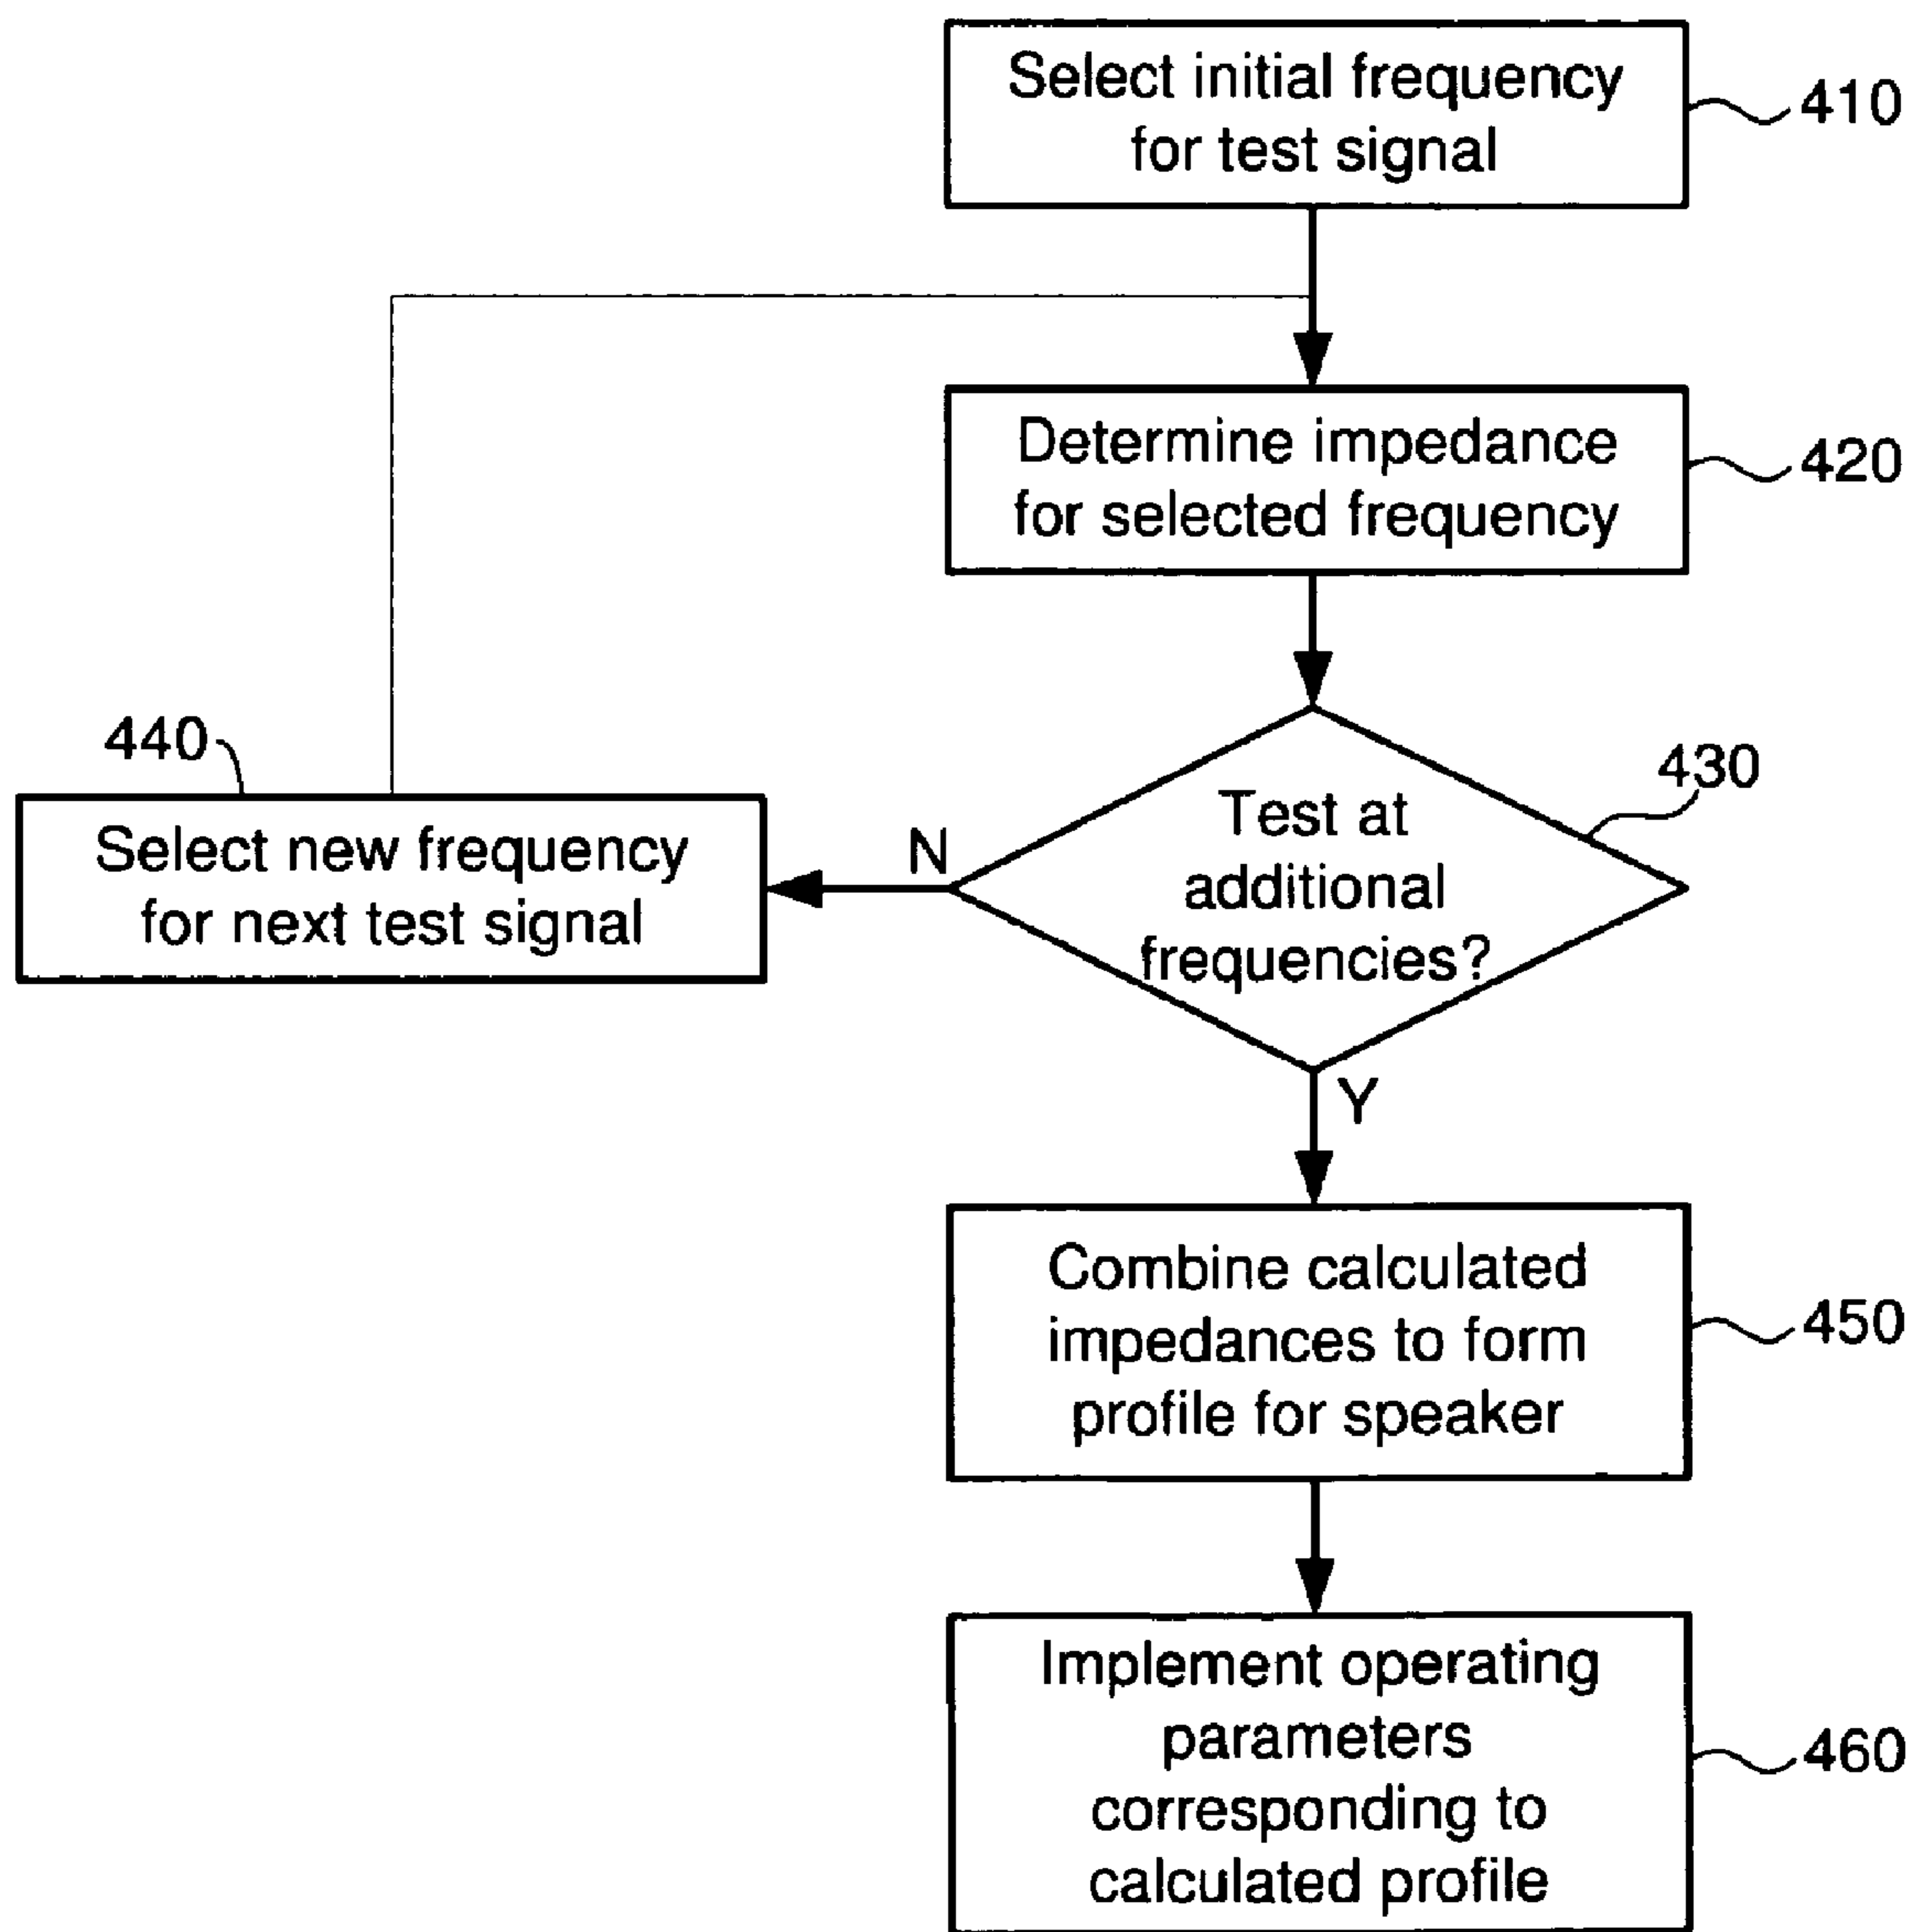 Select initial frequency
for test signal
410
Determine impedance
for selected frequency
420
440
430
Select new frequency
for next test signal
N
Test at
additional
frequencies?
Y
Combine calculated
impedances to form
profile for speaker
450
Implement operating
parameters
corresponding to
calculated profile
460